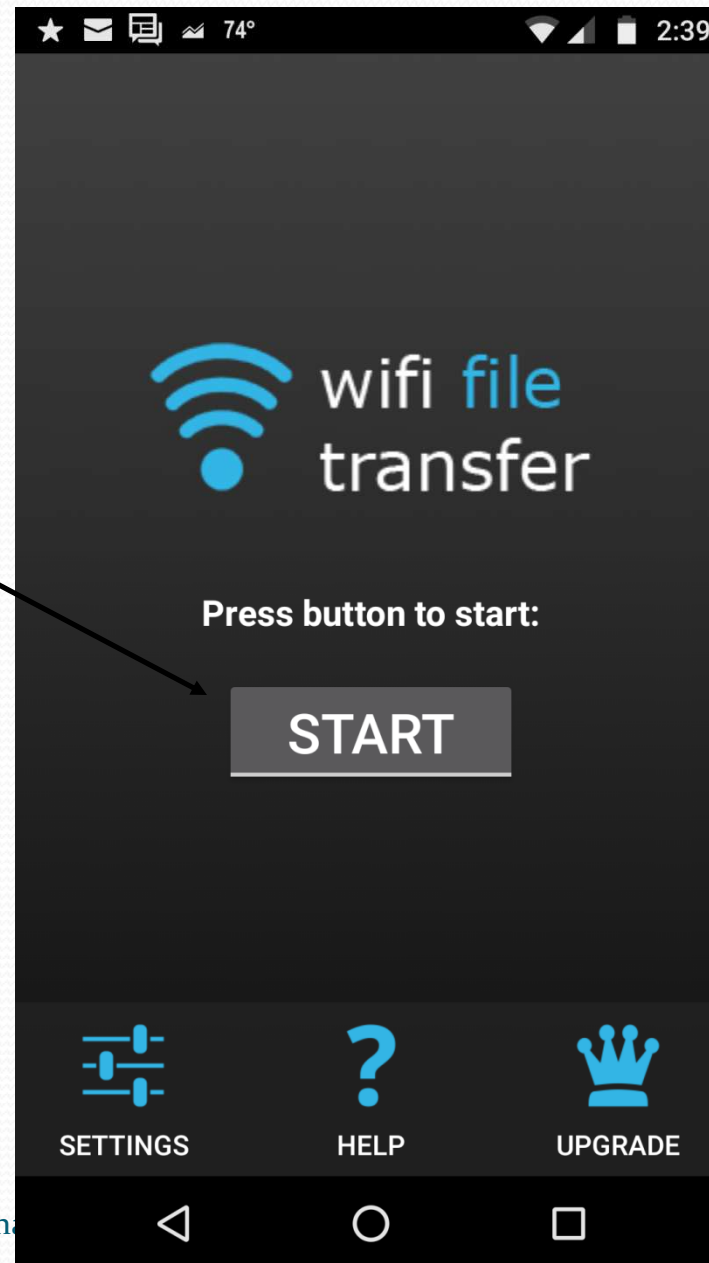 74° 2:39
wifi file
transfer
Press button to start:
START
SETTINGS HELP UPGRADE